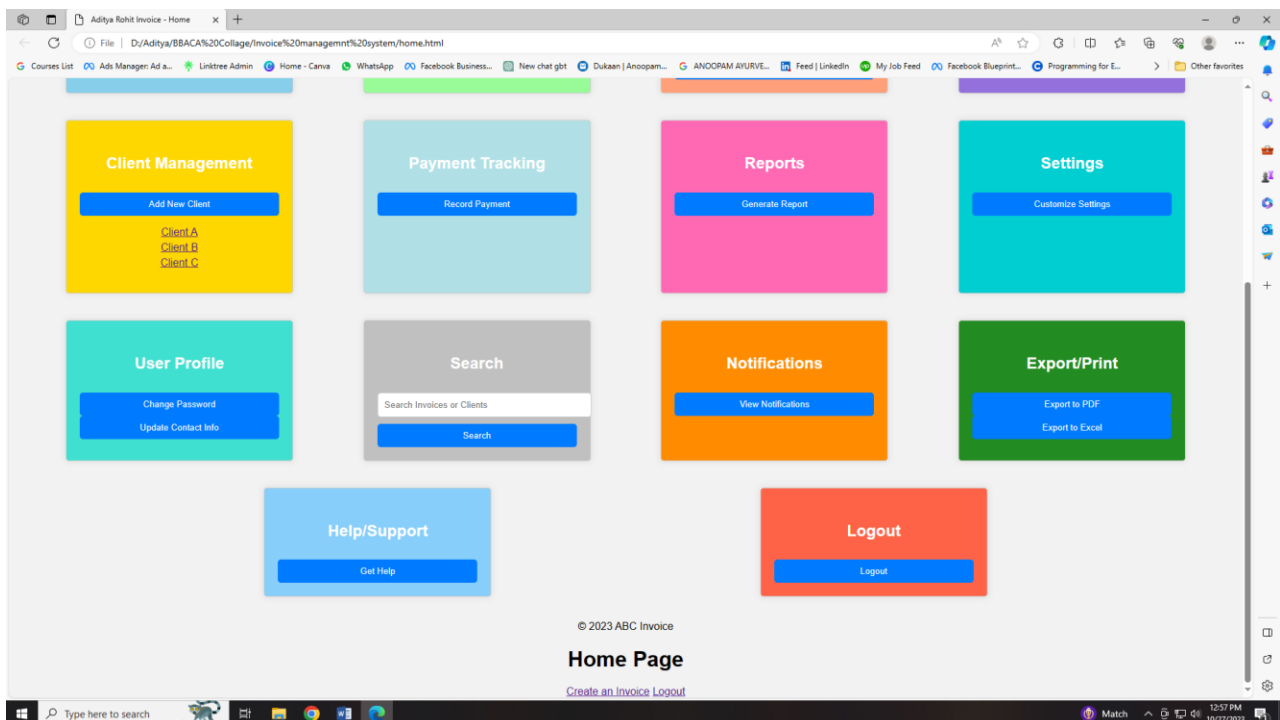 Aditya Rohit Invoice - Home
File | D:/Aditya/BBACA%20Collage/Invoice%20managemnt%20system/home.html
Courses List Ads Manager: Ad a... Linktree Admin Home - Canva WhatsApp Facebook Business... New chat gbt Dukaan | Anoopam... ANOOPAM AYURVE... Feed | LinkedIn My Job Feed Facebook Blueprint... Programming for E... Other favorites
Client Management Payment Tracking Reports Settings
Add New Client Record Payment Generate Report Customize Settings
Client A
Client B
Client C
User Profile Search Notifications Export/Print
Change Password Search Invoices or Clients View Notifications Export to PDF
Update Contact Info Search Export to Excel
Help/Support Logout
Get Help Logout
© 2023 ABC Invoice
Home Page
Create an Invoice Logout
Type here to search Match 12:57 PM
10/27/2023